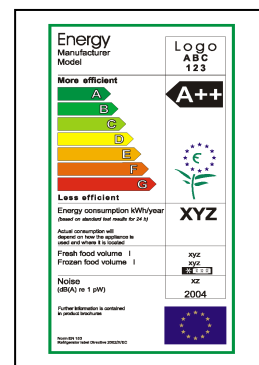 Energy
Manufacturer
Model
Logo
ABC
123
More efficient
A
B
C
D
E
F
G
Less efficient
A++
Energy consumption kWh/year
(based on standard test results for 24 h)
XYZ
Actual consumption will
depend on how the appliance is
used and where it is located
Fresh food volume l
Frozen food volume l
xyz
xyz
Noise
(dB(A) re 1 pW)
xz
2004
Further information is contained
in product brochures
Norm EN 153
Refrigerator label Directive 2003/01/EC